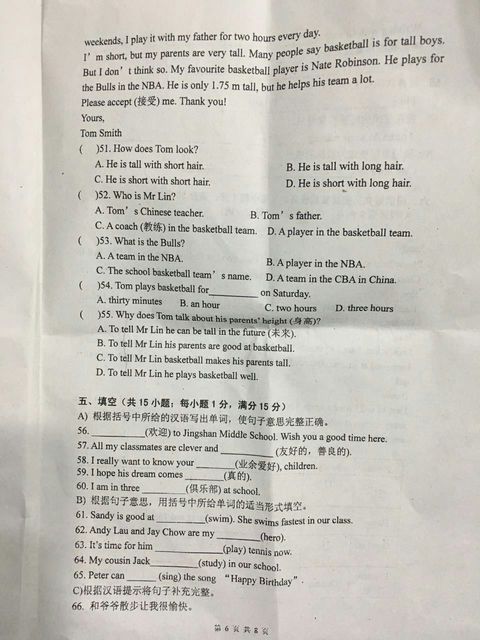 weekends, I play it with my father for two hours every day.
I'm short, but my parents are very tall. Many people say basketball is for tall boys.
But I don't think so. My favourite basketball player is Nate Robinson. He plays for
the Bulls in the NBA. He is only 1.75 m tall, but he helps his team a lot.
Please accept (接受) me. Thank you!
Yours,
Tom Smith
( )51. How does Tom look?
A. He is tall with short hair. B. He is tall with long hair.
C. He is short with short hair. D. He is short with long hair.
( )52. Who is Mr Lin?
A. Tom's Chinese teacher. B. Tom's father.
C. A coach (教练) in the basketball team. D. A player in the basketball team.
( )53. What is the Bulls?
A. A team in the NBA. B. A player in the NBA.
C. The school basketball team's name. D. A team in the CBA in China.
( )54. Tom plays basketball for________ on Saturday.
A. thirty minutes B. an hour C. two hours D. three hours
( )55. Why does Tom talk about his parents' height (身高)?
A. To tell Mr Lin he can be tall in the future (未来).
B. To tell Mr Lin his parents are good at basketball.
C. To tell Mr Lin basketball makes his parents tall.
D. To tell Mr Lin he plays basketball well.
五、填空（共 15 小题；每小题 1 分，满分 15 分）
A) 根据括号中所给的汉语写出单词，使句子意思完整正确。
56. ________(欢迎) to Jingshan Middle School. Wish you a good time here.
57. All my classmates are clever and ________ (友好的，善良的).
58. I really want to know your ________(业余爱好), children.
59. I hope his dream comes ________(真的).
60. I am in three ________(俱乐部) at school.
B) 根据句子意思，用括号中所给单词的适当形式填空。
61. Sandy is good at ________(swim). She swims fastest in our class.
62. Andy Lau and Jay Chow are my ________(hero).
63. It's time for him ________(play) tennis now.
64. My cousin Jack________(study) in our school.
65. Peter can ________(sing) the song “Happy Birthday”.
C)根据汉语提示将句子补充完整。
66. 和爷爷散步让我很愉快。
第 6 页 共 8 页